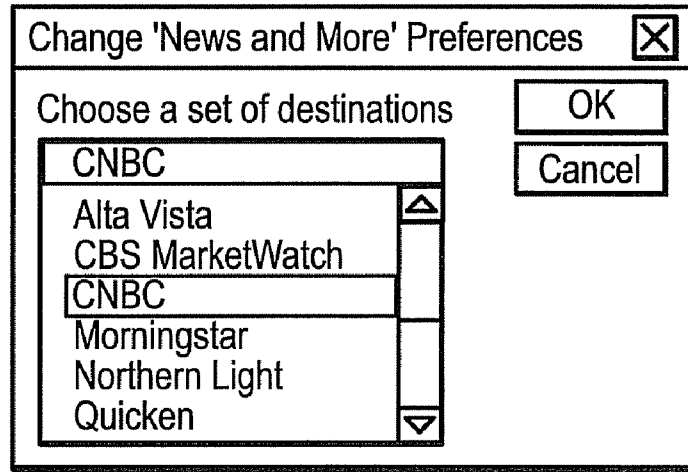 Change 'News and More' Preferences
Choose a set of destinations
OK
Cancel
CNBC
Alta Vista
CBS MarketWatch
CNBC
Morningstar
Northern Light
Quicken